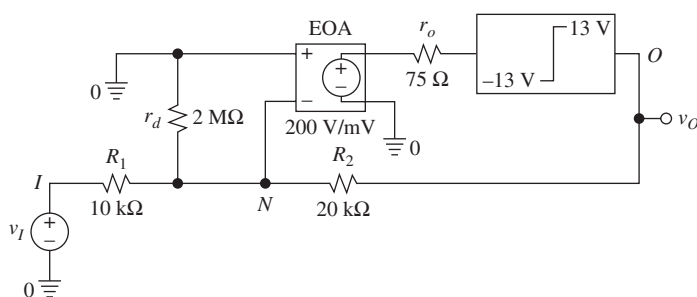 EOA
r_o
13 V
O
+
+
0
75 Ω
−13 V
−
−
r_d
2 MΩ
200 V/mV
0
v_O
R_1
R_2
I
10 kΩ
N
20 kΩ
v_I
+
−
0